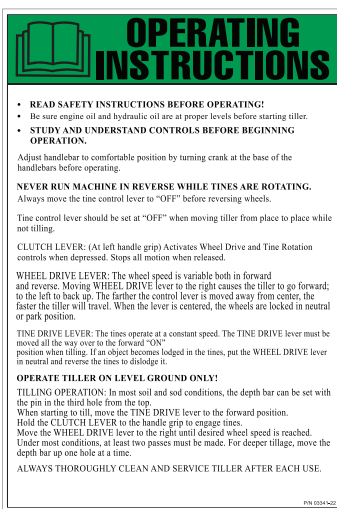 OPERATING
INSTRUCTIONS
• READ SAFETY INSTRUCTIONS BEFORE OPERATING!
• Be sure engine oil and hydraulic oil are at proper levels before starting tiller.
• STUDY AND UNDERSTAND CONTROLS BEFORE BEGINNING
OPERATION.
Adjust handlebar to comfortable position by turning crank at the base of the
handlebars before operating.
NEVER RUN MACHINE IN REVERSE WHILE TINES ARE ROTATING.
Always move the tine control lever to “OFF” before reversing wheels.
Tine control lever should be set at “OFF” when moving tiller from place to place while
not tilling.
CLUTCH LEVER: (At left handle grip) Activates Wheel Drive and Tine Rotation
controls when depressed. Stops all motion when released.
WHEEL DRIVE LEVER: The wheel speed is variable both in forward
and reverse. Moving WHEEL DRIVE lever to the right causes the tiller to go forward;
to the left to back up. The farther the control lever is moved away from center, the
faster the tiller will travel. When the lever is centered, the wheels are locked in neutral
or park position.
TINE DRIVE LEVER: The tines operate at a constant speed. The TINE DRIVE lever must be
moved all the way over to the forward “ON”
position when tilling. If an object becomes lodged in the tines, put the WHEEL DRIVE lever
in neutral and reverse the tines to dislodge it.
OPERATE TILLER ON LEVEL GROUND ONLY!
TILLING OPERATION: In most soil and sod conditions, the depth bar can be set with
the pin in the third hole from the top.
When starting to till, move the TINE DRIVE lever to the forward position.
Hold the CLUTCH LEVER to the handle grip to engage tines.
Move the WHEEL DRIVE lever to the right until desired wheel speed is reached.
Under most conditions, at least two passes must be made. For deeper tillage, move the
depth bar up one hole at a time.
ALWAYS THOROUGHLY CLEAN AND SERVICE TILLER AFTER EACH USE.
P/N 03341-22